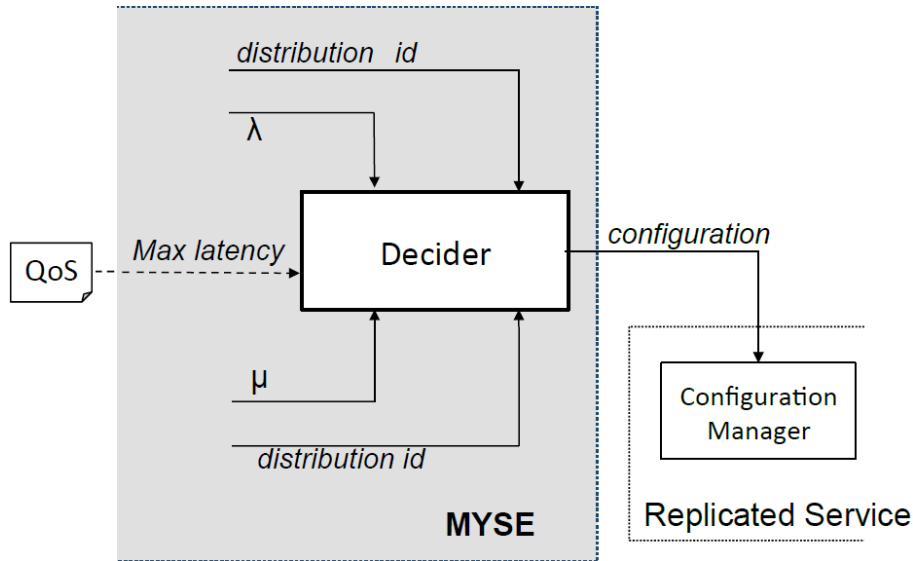 distribution id
λ
QoS
Max latency
Decider
configuration
μ
distribution id
Configuration
Manager
MYSE
Replicated Service